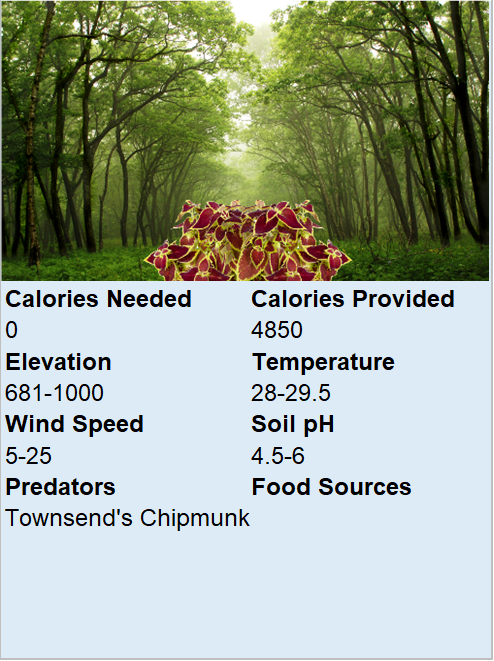 Calories Needed Calories Provided
0 4850
Elevation Temperature
681-1000 28-29.5
Wind Speed Soil pH
5-25 4.5-6
Predators Food Sources
Townsend's Chipmunk